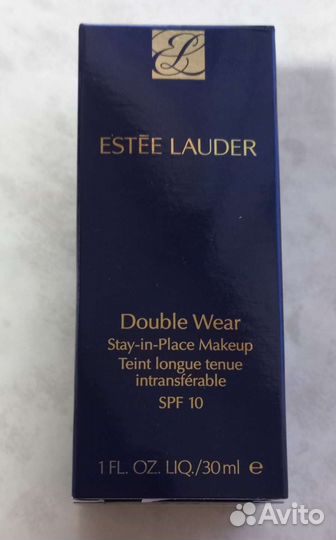 EL
ESTĒE LAUDER
Double Wear
Stay-in-Place Makeup
Teint longue tenue
intransférable
SPF 10
1 FL. OZ. LIQ./30 ml e
Avito